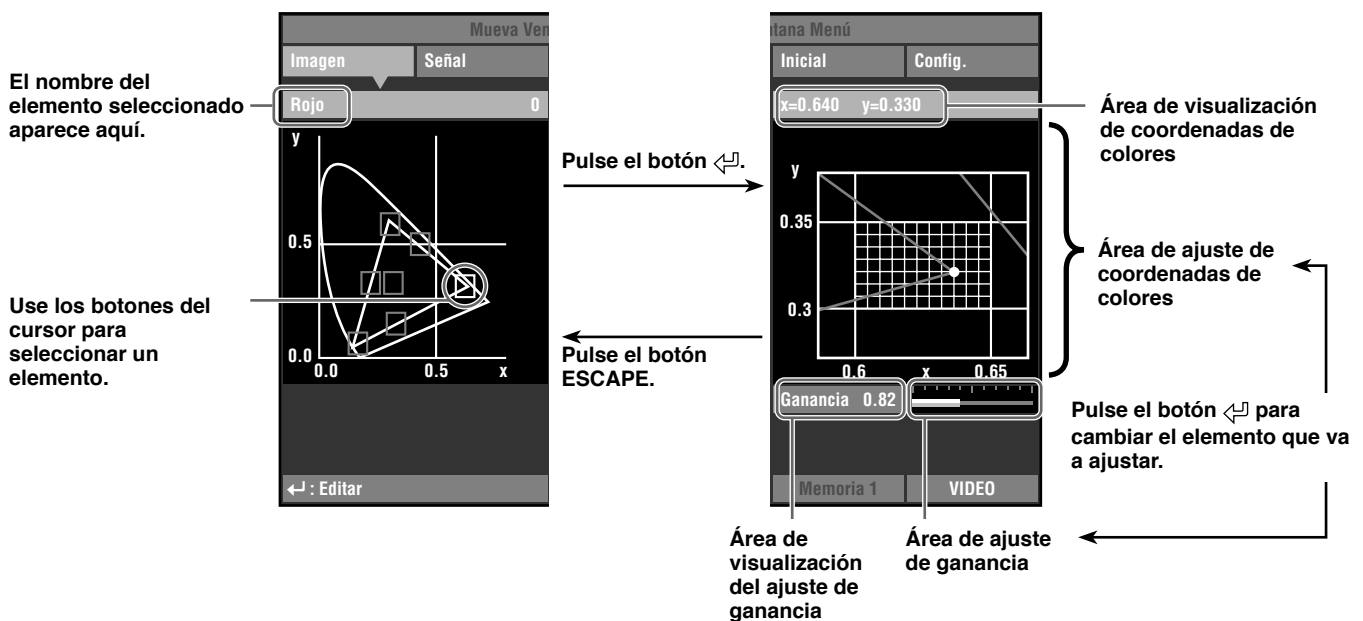 Mueva Ven
Imagen
Señal
Rojo
0
y
0.5
0.0
0.0
0.5
x
↵ : Editar
El nombre del
elemento seleccionado
aparece aquí.
Use los botones del
cursor para
seleccionar un
elemento.
Pulse el botón ↵.
Pulse el botón
ESCAPE.
ntana Menú
Inicial
Config.
x=0.640 y=0.330
y
0.35
0.3
0.6
x
0.65
Ganancia 0.82
Memoria 1
VIDEO
Área de visualización
de coordenadas de
colores
Área de ajuste de
coordenadas de
colores
Pulse el botón ↵ para
cambiar el elemento que va
a ajustar.
Área de
visualización
del ajuste de
ganancia
Área de ajuste
de ganancia